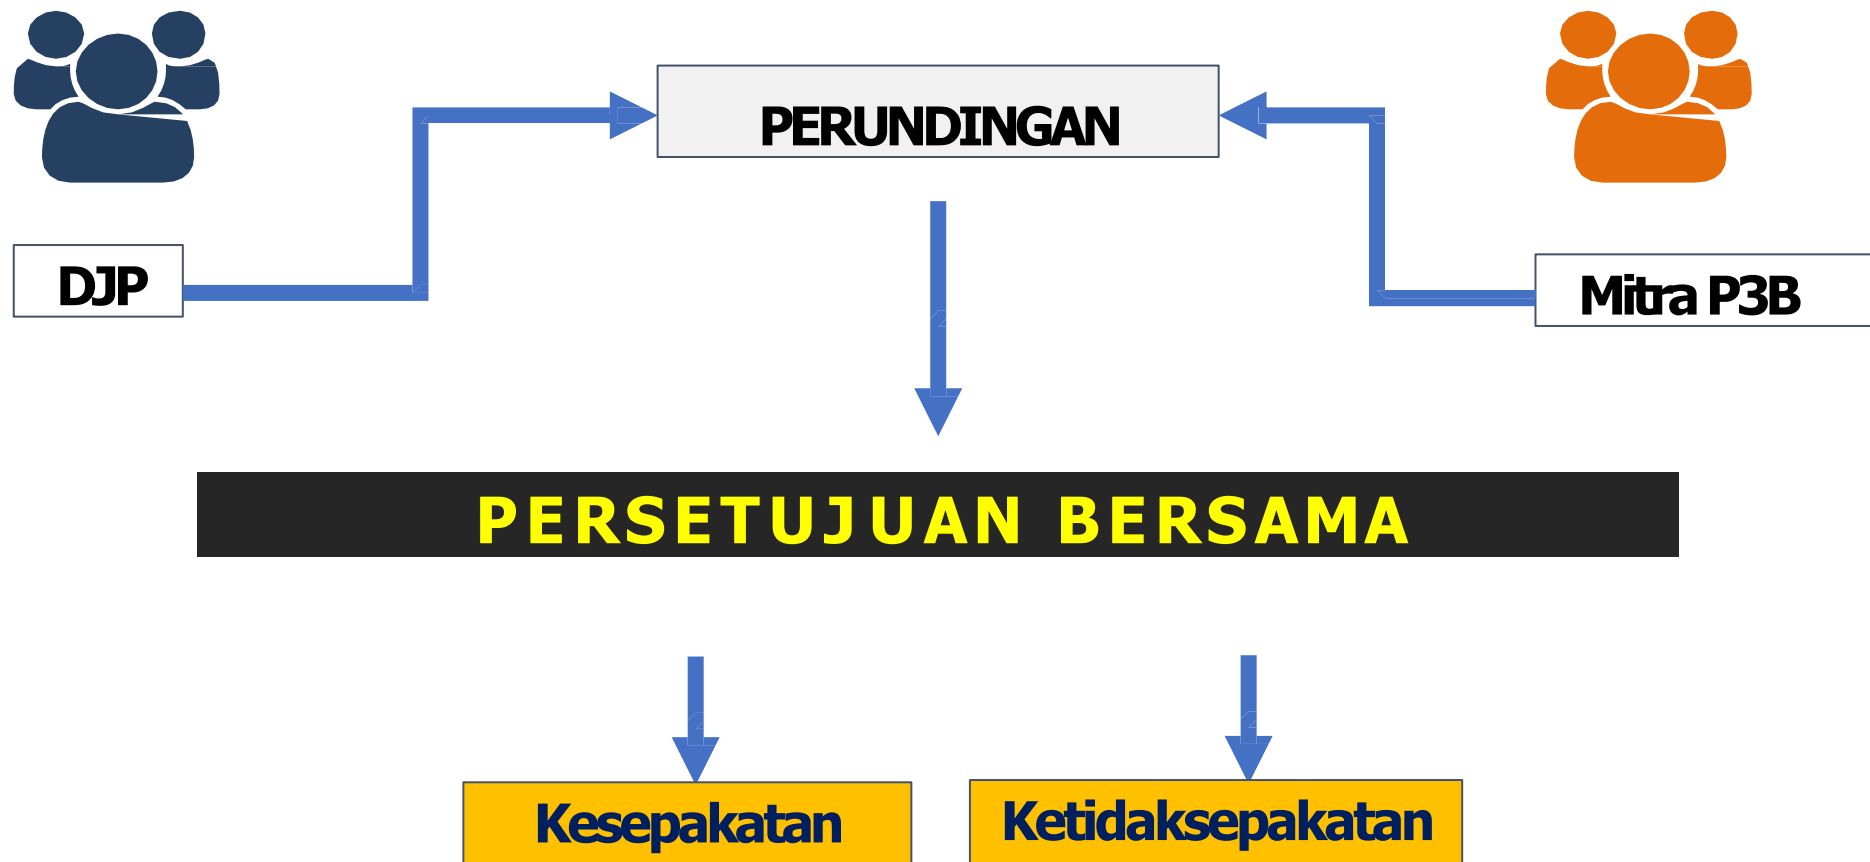 PERUNDINGAN
DJP
Mitra P3B
PERSETUJUAN BERSAMA
Kesepakatan
Ketidaksepakatan